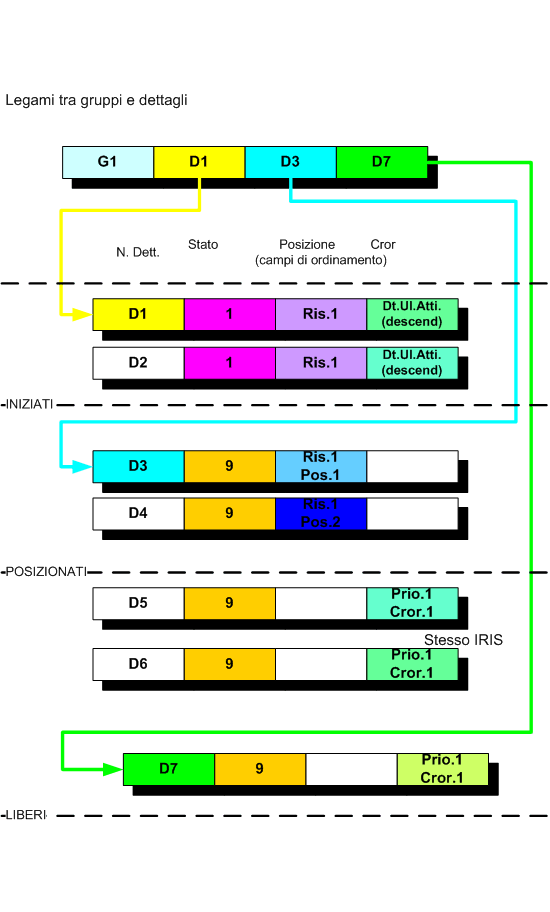 Legami tra gruppi e dettagli
G1 D1 D3 D7
N. Dett. Stato Posizione Cror
(campi di ordinamento)
D1 1 Ris.1 Dt.Ul.Atti.
(descend)
D2 1 Ris.1 Dt.Ul.Atti.
(descend)
INIZIATI
D3 9 Ris.1
Pos.1
D4 9 Ris.1
Pos.2
POSIZIONATI
D5 9 Prio.1
Cror.1
Stesso IRIS
D6 9 Prio.1
Cror.1
D7 9 Prio.1
Cror.1
LIBERI